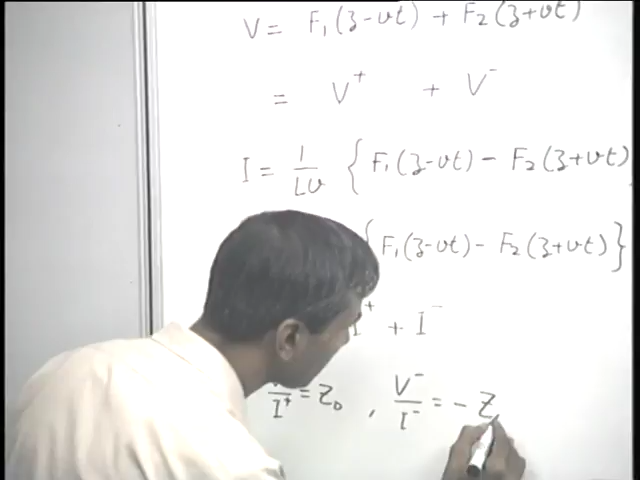 V = F₁(z-vt) + F₂(z+vt)
= V⁺ + V⁻
I = 1/Lv { F₁(z-vt) - F₂(z+vt)
{ F₁(z-vt) - F₂(z+vt) }
I⁺ + I⁻
/I⁺ = Z₀ , V⁻/I⁻ = - Z